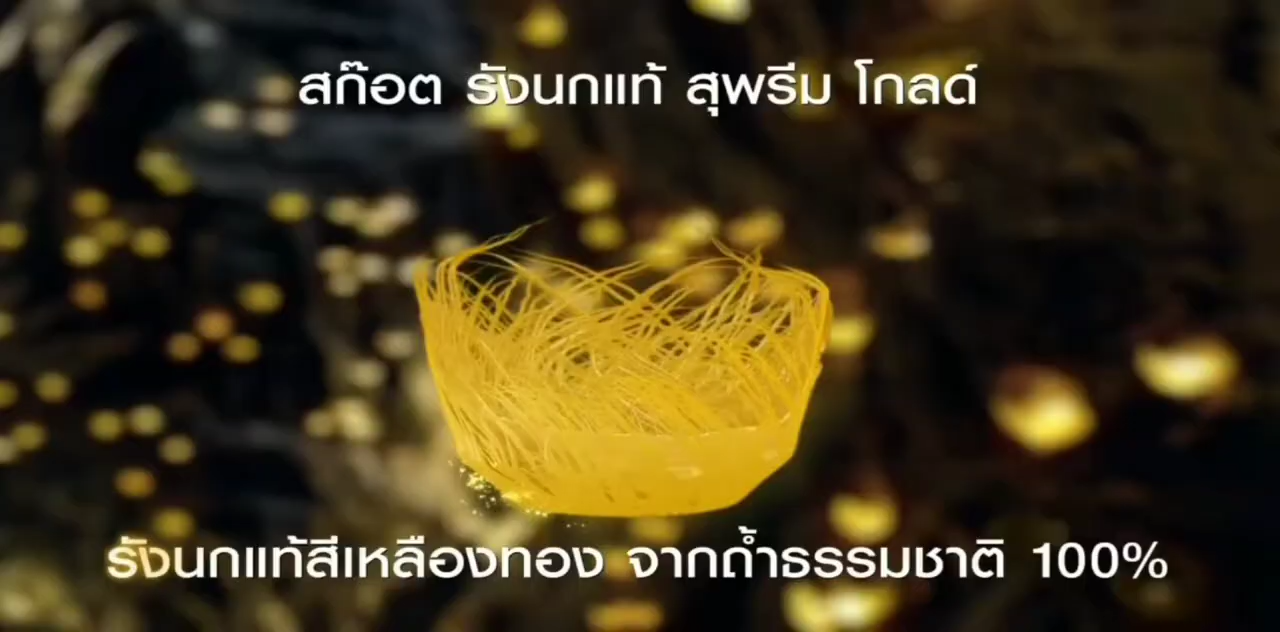 สก๊อต รังนกแท้ สุพรีม โกลด์
รังนกแท้สีเหลืองทอง จากถ้ำธรรมชาติ 100%